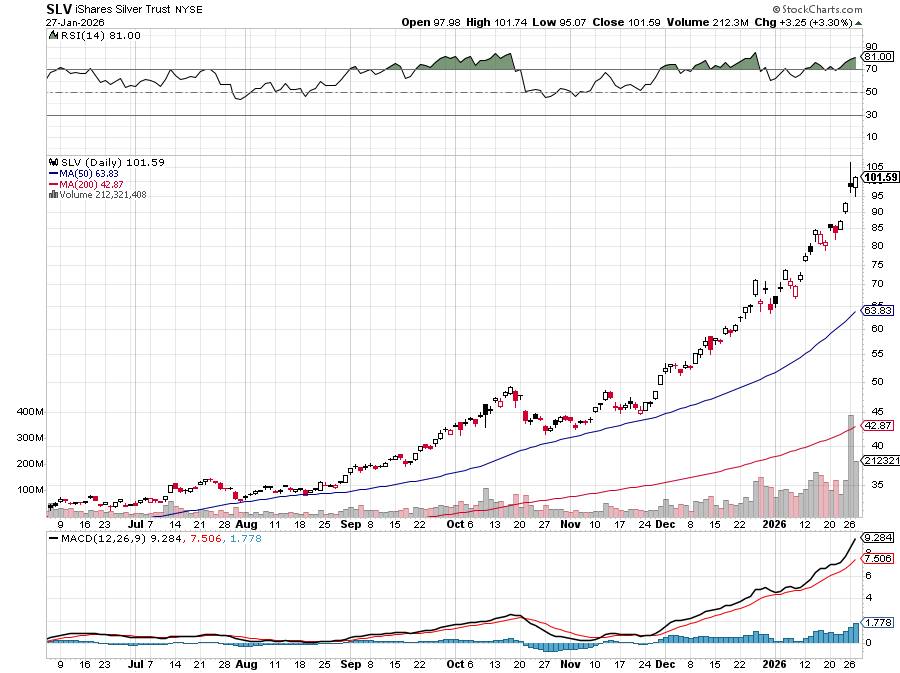 SLV iShares Silver Trust NYSE
© StockCharts.com
27-Jan-2026
Open 97.98 High 101.74 Low 95.07 Close 101.59 Volume 212.3M Chg +3.25 (+3.30%)
RSI(14) 81.00
90
81.00
70
50
30
10
SLV (Daily) 101.59
MA(50) 63.83
MA(200) 42.87
Volume 212,321,408
105
101.59
95
90
85
80
75
70
65
63.83
60
55
50
45
42.87
40
212321
35
400M
300M
200M
100M
9 16 23 Jul 7 14 21 28 Aug 11 18 25 Sep 8 15 22 Oct 6 13 20 27 Nov 10 17 24 Dec 8 15 22 2026 12 20 26
MACD(12,26,9) 9.284, 7.506, 1.778
9.284
8
7.506
6
4
1.778
0
9 16 23 Jul 7 14 21 28 Aug 11 18 25 Sep 8 15 22 Oct 6 13 20 27 Nov 10 17 24 Dec 8 15 22 2026 12 20 26